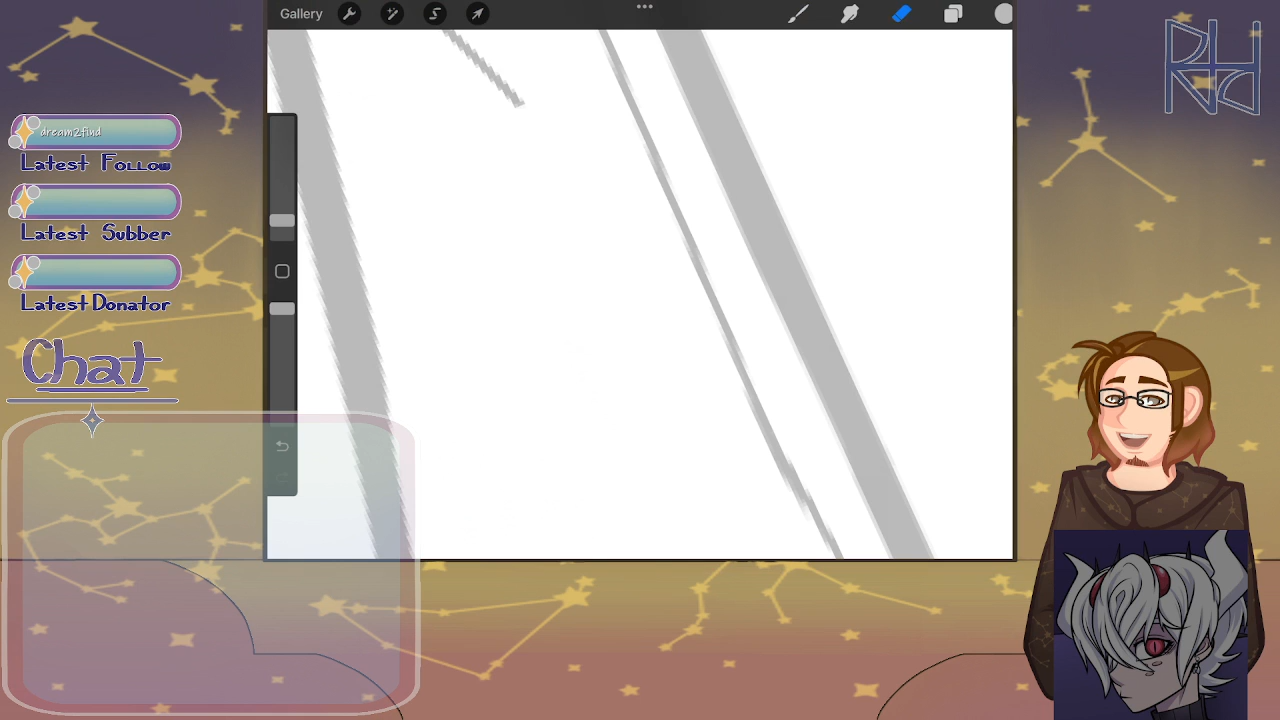 Gallery
dream2find
Latest Follow
Latest Subber
Latest Donator
Chat